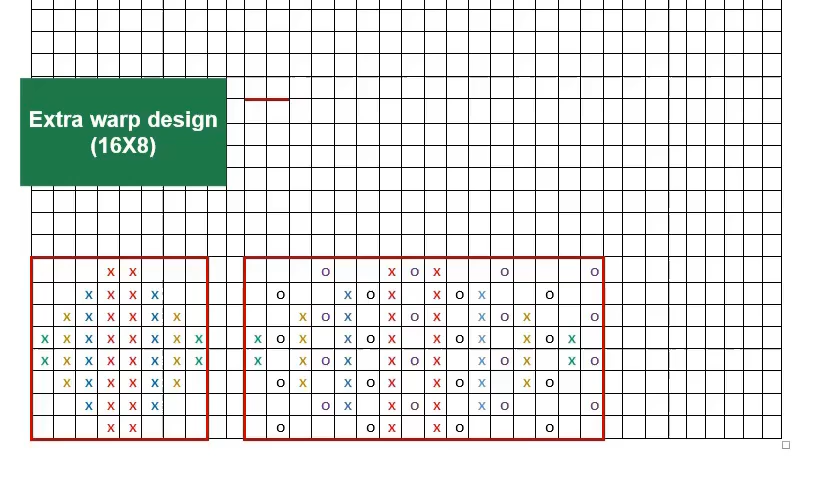 Extra warp design
(16X8)
X X O X O X O O
X X X X O X O X X O X O
X X X X X X X O X X O X X O X O
X X X X X X X X X O X X O X X O X X O X
X X X X X X X X X X O X X O X X O X X O
X X X X X X O X X O X X O X X O
X X X X O X X O X X O O
X X O O X X O O